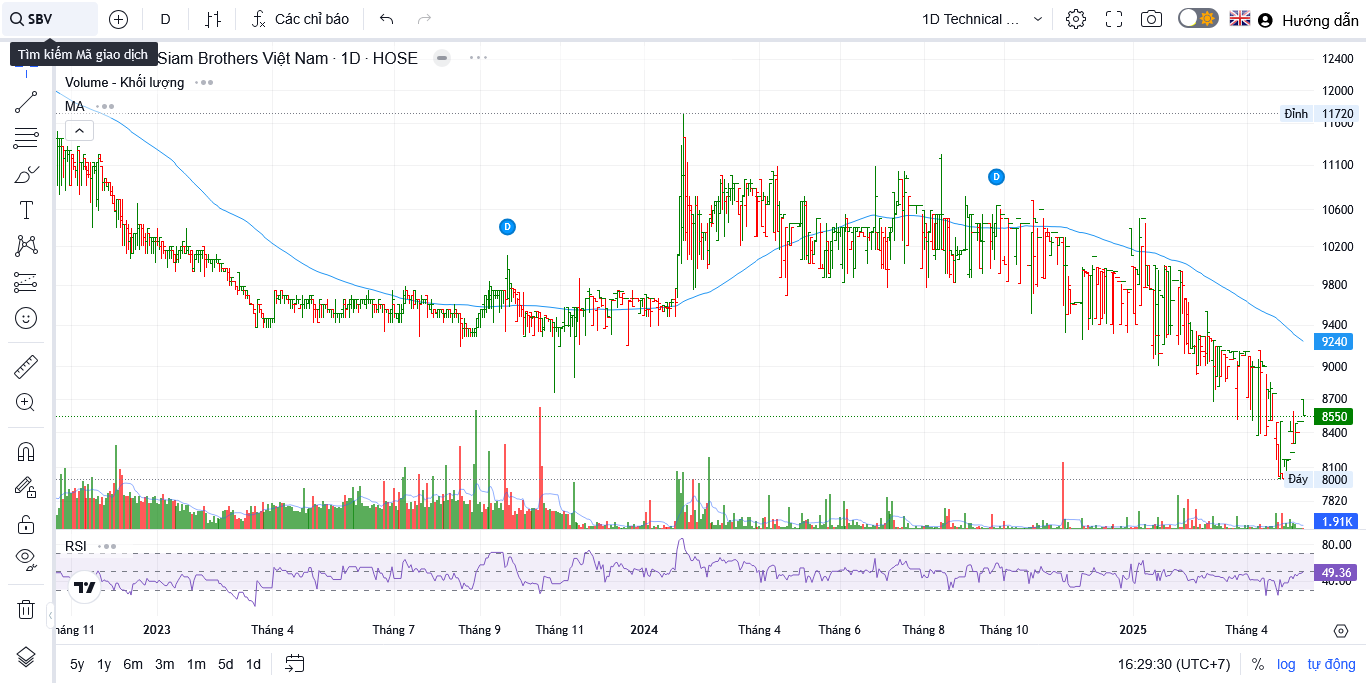 SBV
D
Các chỉ báo
1D Technical ...
Hướng dẫn
Tìm kiếm Mã giao dịch
Siam Brothers Việt Nam · 1D · HOSE
Volume - Khối lượng
MA
12400
12000
Đỉnh 11720
11600
11100
10600
10200
9800
9400
9240
9000
8700
8550
8400
8100
Đáy 8000
7820
1.91K
D
D
RSI
80.00
49.36
40.00
háng 11
2023
Tháng 4
Tháng 7
Tháng 9
Tháng 11
2024
Tháng 4
Tháng 6
Tháng 8
Tháng 10
2025
Tháng 4
5y 1y 6m 3m 1m 5d 1d
16:29:30 (UTC+7)
% log tự động